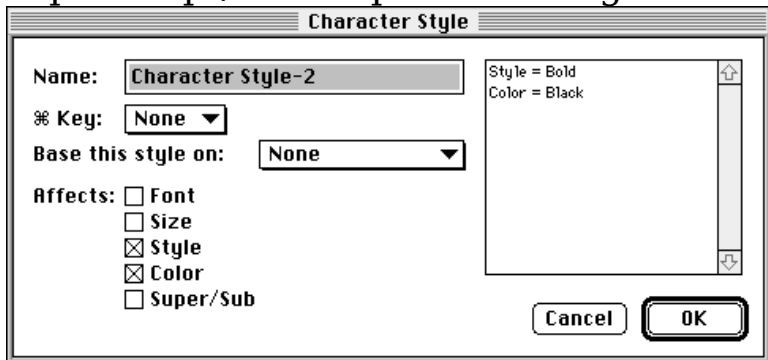 Character Style
Name: Character Style-2
⌘ Key: None
Base this style on: None
Affects: Font
Size
Style
Color
Super/Sub
Style = Bold
Color = Black
Cancel OK